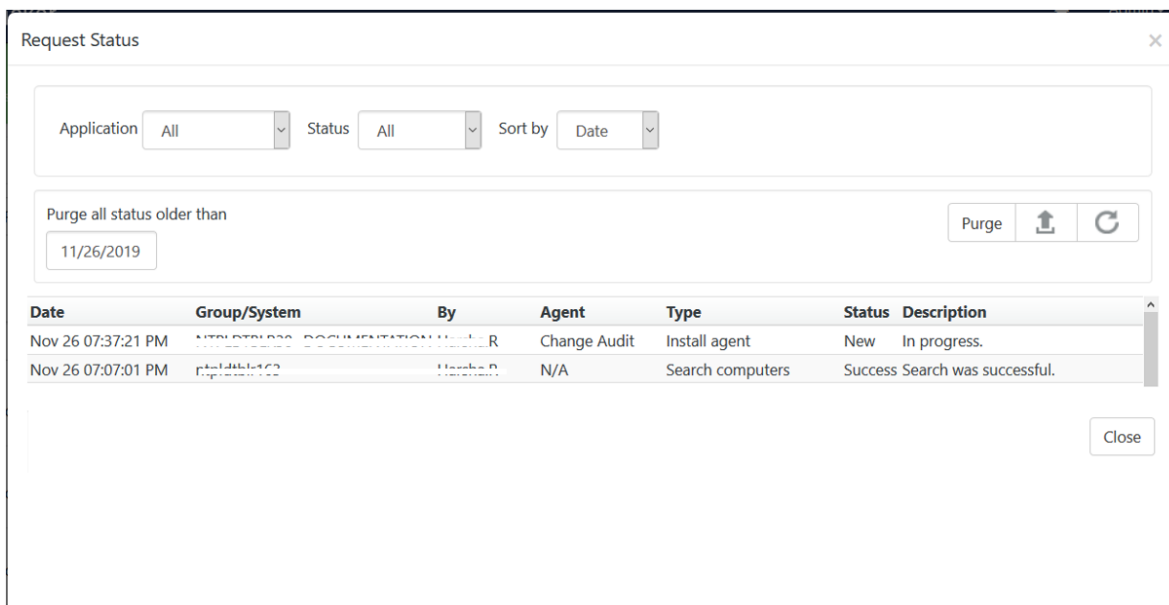 Request Status ×
Application All Status All Sort by Date
Purge all status older than
11/26/2019
Purge
Date Group/System By Agent Type Status Description
Nov 26 07:37:21 PM R Change Audit Install agent New In progress.
Nov 26 07:07:01 PM N/A Search computers Success Search was successful.
Close